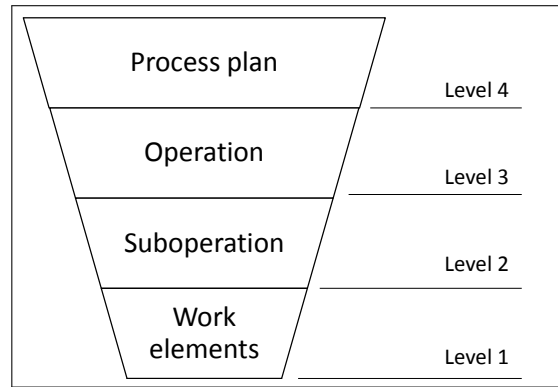 Process plan
Level 4
Operation
Level 3
Suboperation
Level 2
Work
elements
Level 1